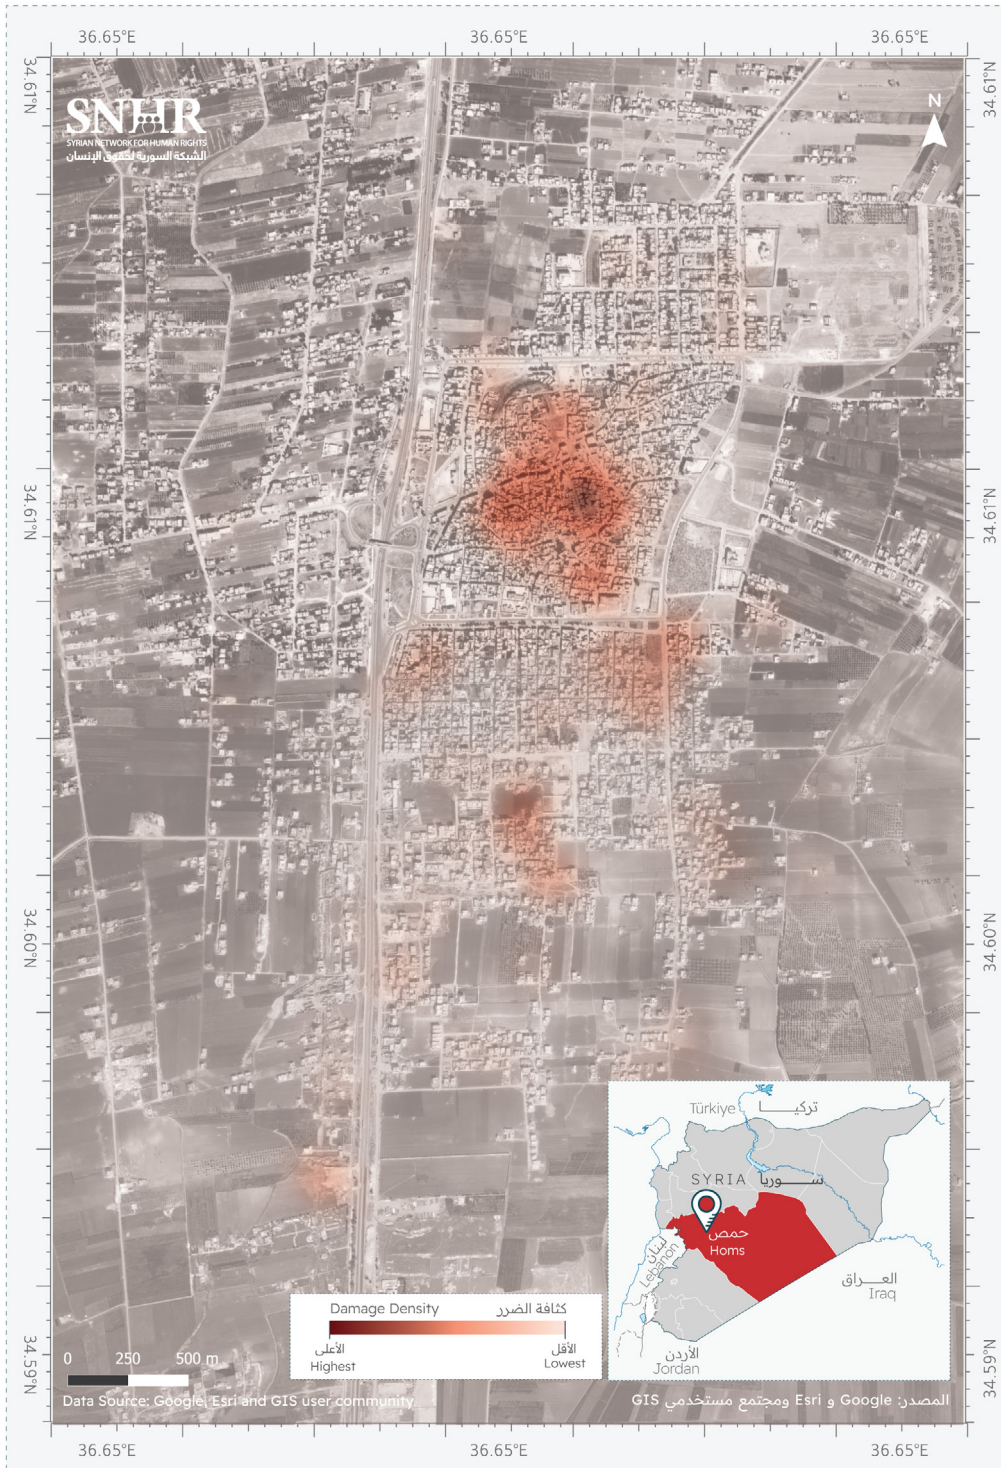 36.65°E
36.65°E
36.65°E
34.61°N
34.61°N
SNHR
SYRIAN NETWORK FOR HUMAN RIGHTS
الشبكة السورية لحقوق الإنسان
N
34.61°N
34.61°N
34.60°N
34.60°N
Türkiye
تركيــــا
SYRIA
ســـوريا
حمص
Homs
لبنان
Lebanon
العـــراق
Iraq
الأردن
Jordan
Damage Density
كثافة الضرر
الأعلى
Highest
الأقل
Lowest
34.59°N
34.59°N
0 250 500 m
Data Source: Google, Esri and GIS user community
المصدر: Google و Esri ومجتمع مستخدمي GIS
36.65°E
36.65°E
36.65°E